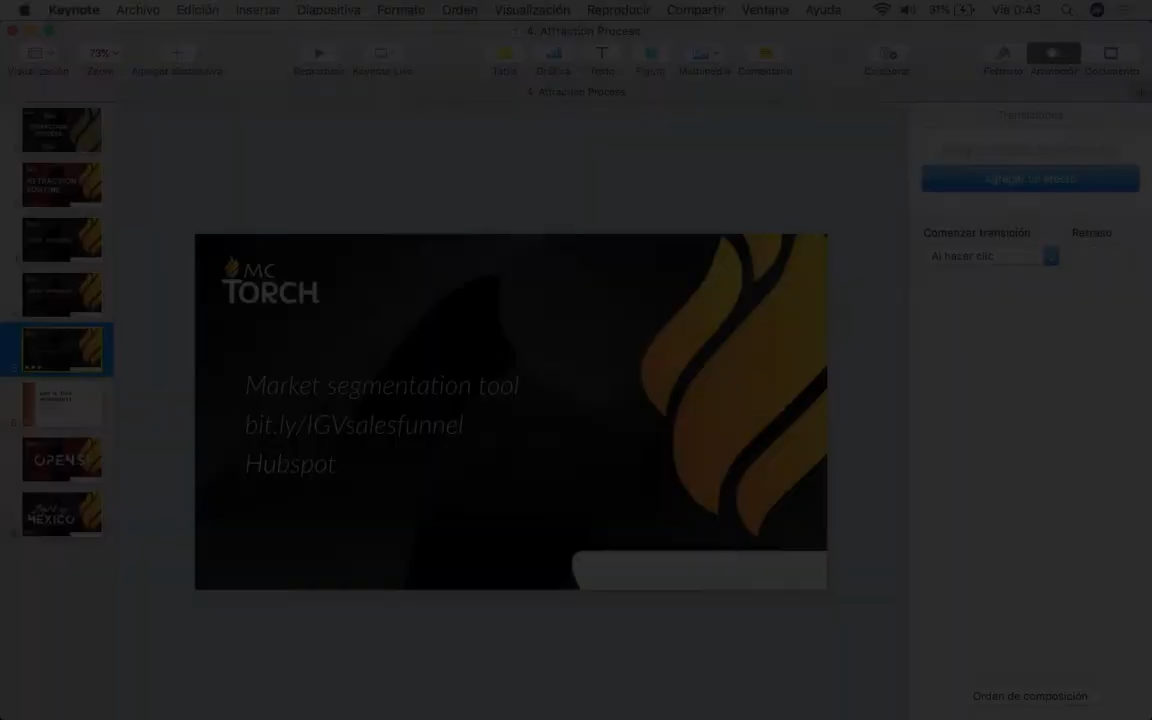 Keynote Archivo Edición Insertar Diapositiva Formato Orden Visualización Reproducir Compartir Ventana Ayuda 31% Vie 0:43
4. Attraction Process
73%
Visualización Zoom Agregar diapositiva Reproducir Keynote Live Tabla Gráfica Texto Figura Multimedia Comentario Colaborar Formato Animación Documento
4. Attraction Process
Transiciones
Agregar un efecto
Comenzar transición Retraso
Al hacer clic
MC
TORCH
Market segmentation tool
bit.ly/IGVsalesfunnel
Hubspot
ATTRACTION
OPENS!
MEXICO
Orden de composición